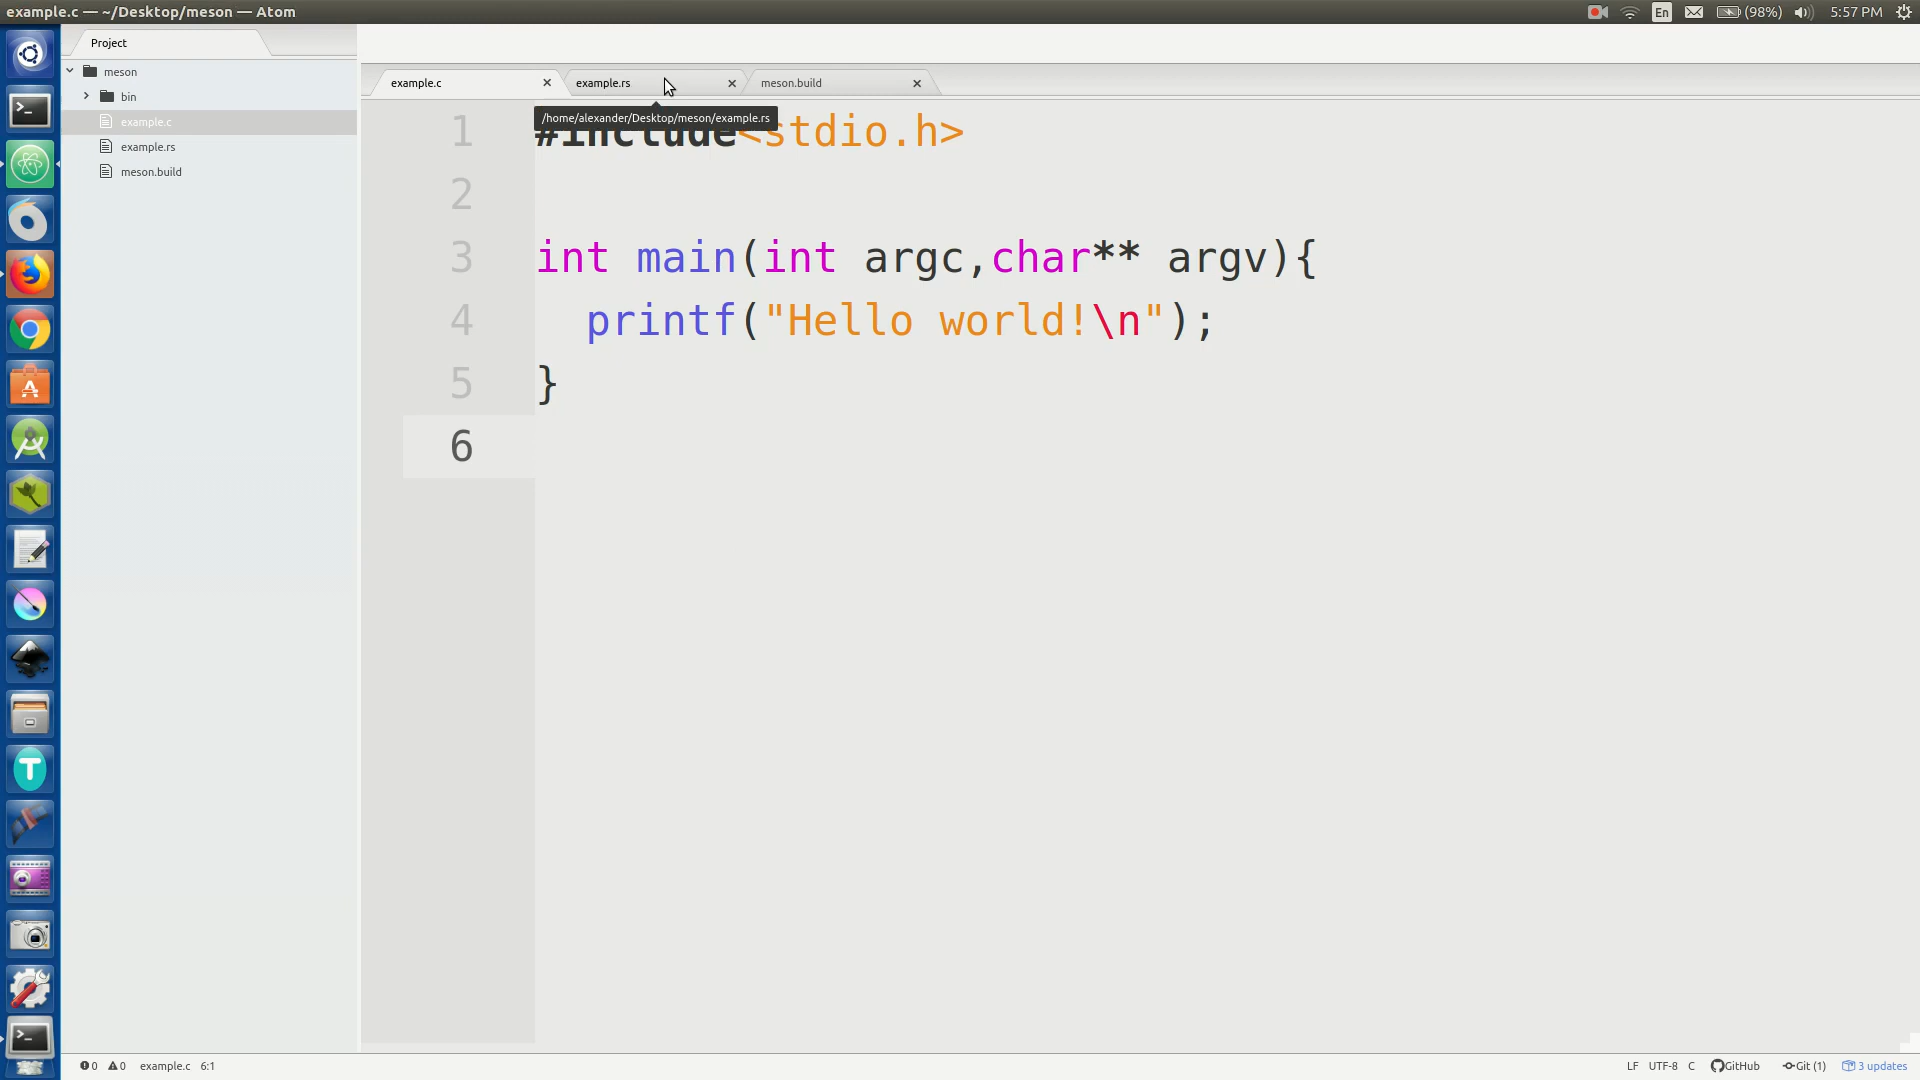 example.c — ~/Desktop/meson — Atom
En
(98%)
5:57 PM
Project
meson
bin
example.c
example.rs
meson.build
example.c
example.rs
meson.build
/home/alexander/Desktop/meson/example.rs
1 #include<stdio.h>
2
3 int main(int argc,char** argv){
4 printf("Hello world!\n");
5 }
6
0 0 example.c 6:1
LF UTF-8 C GitHub Git (1) 3 updates